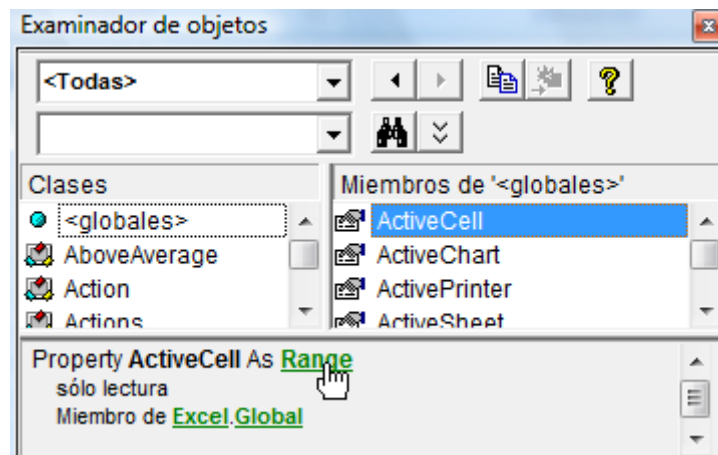 Examinador de objetos
<Todas>
Clases
Miembros de '<globales>'
<globales>
ActiveCell
AboveAverage
ActiveChart
Action
ActivePrinter
Actions
ActiveSheet
Property ActiveCell As Range
sólo lectura
Miembro de Excel.Global